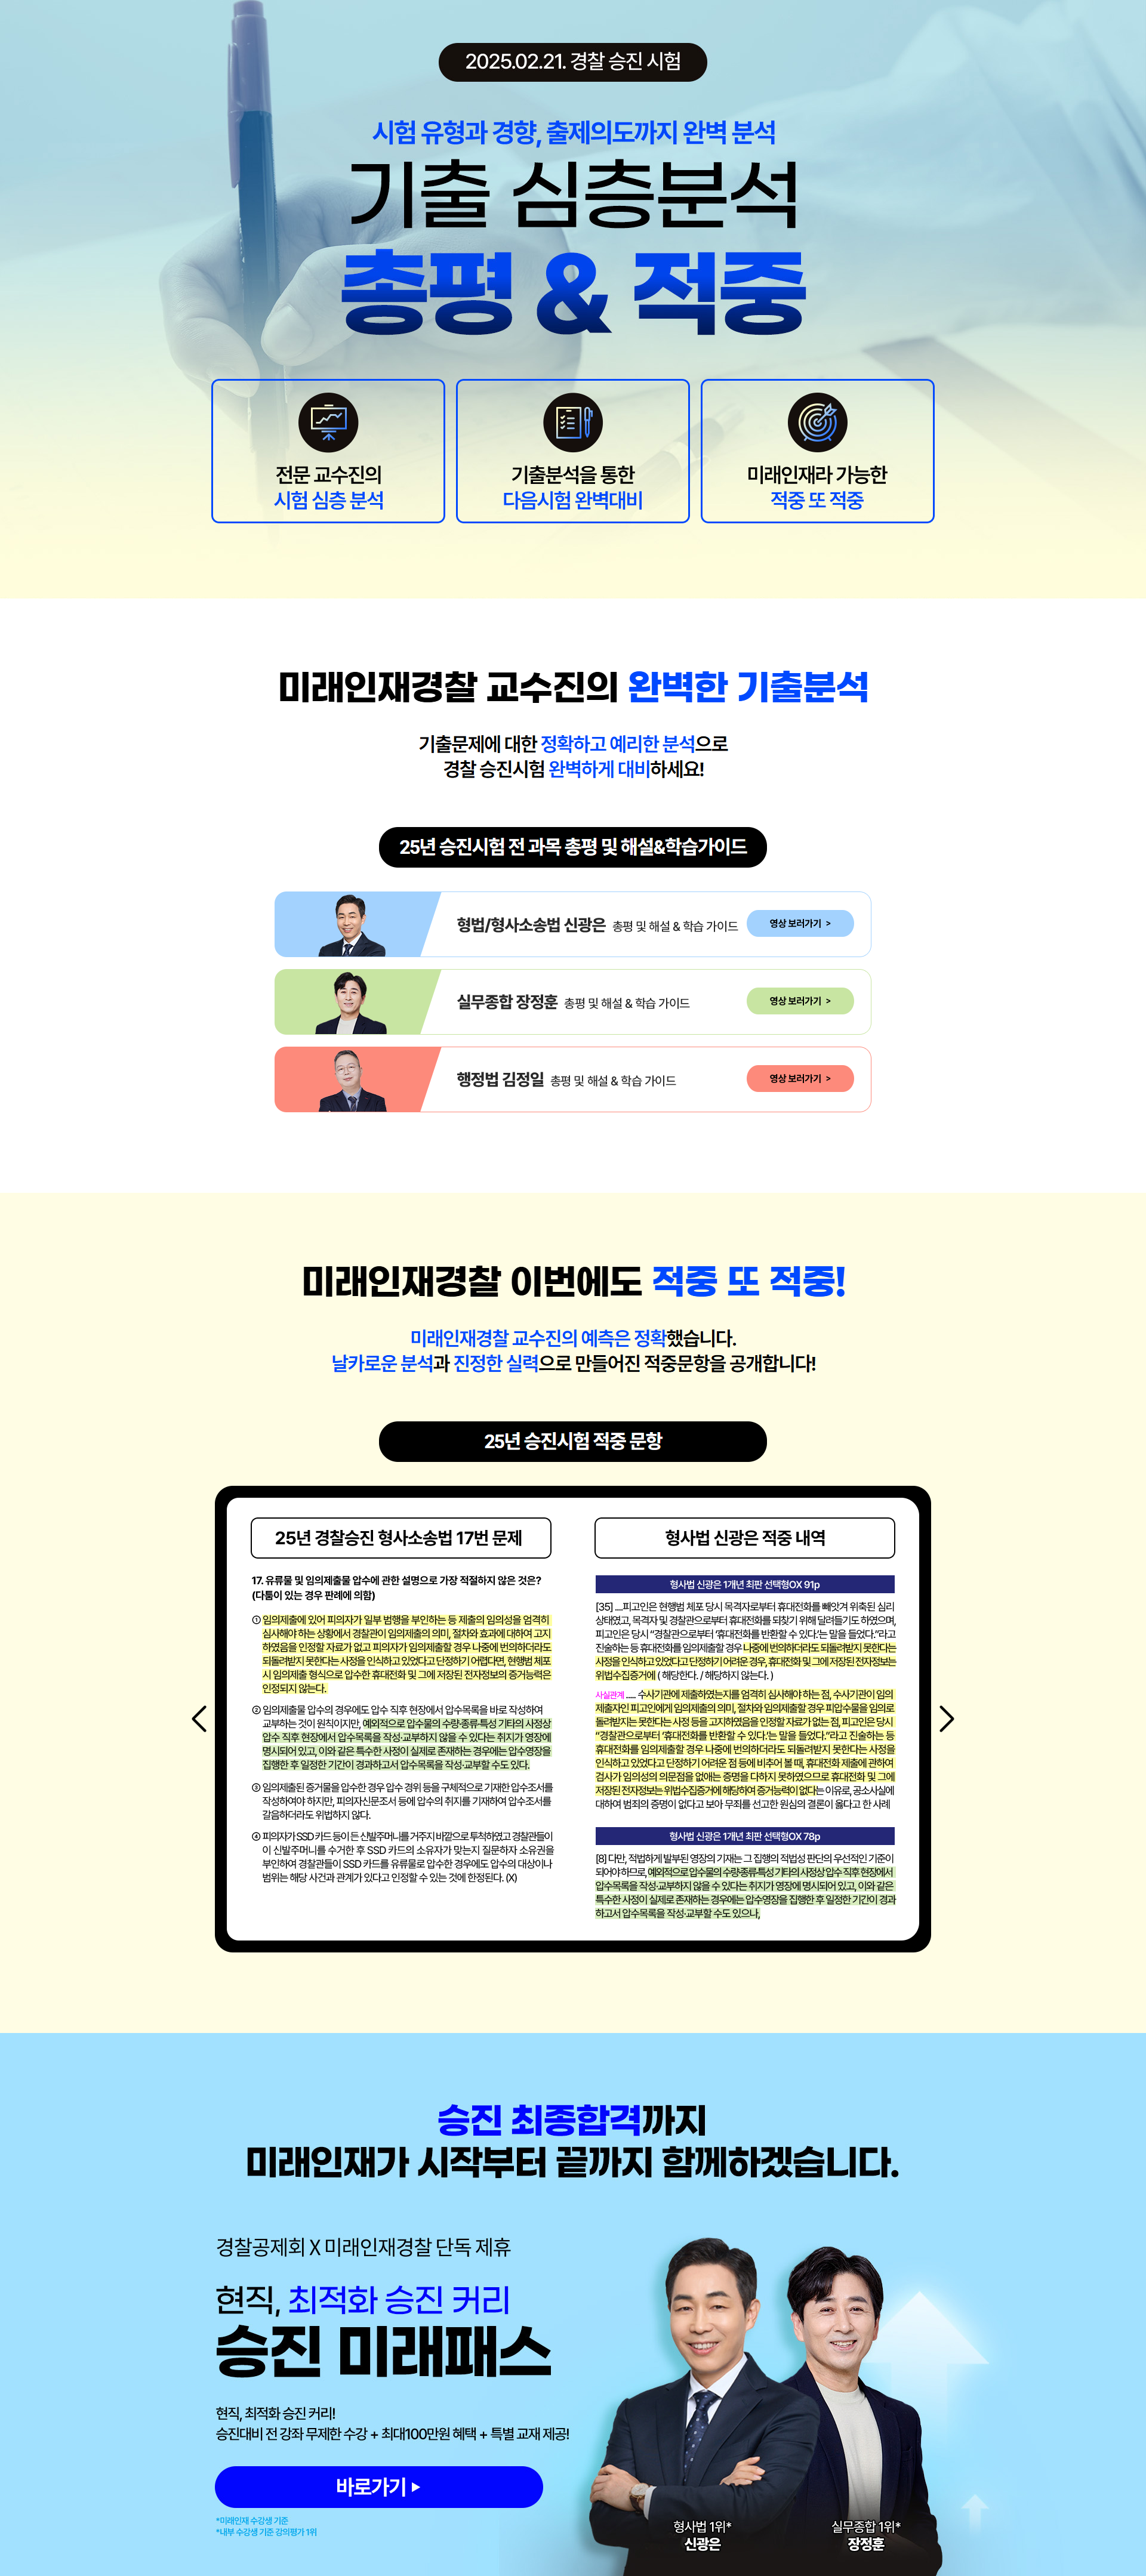 2025.02.21. 경찰 승진 시험
시험 유형과 경향, 출제의도까지 완벽 분석
기출 심층분석
총평 & 적중
전문 교수진의
시험 심층 분석
기출분석을 통한
다음시험 완벽대비
미래인재라 가능한
적중 또 적중
미래인재경찰 교수진의 완벽한 기출분석
기출문제에 대한 정확하고 예리한 분석으로
경찰 승진시험 완벽하게 대비하세요!
25년 승진시험 전 과목 총평 및 해설&학습가이드
형법/형사소송법 신광은 총평 및 해설 & 학습 가이드 영상 보러가기 >
실무종합 장정훈 총평 및 해설 & 학습 가이드 영상 보러가기 >
행정법 김정일 총평 및 해설 & 학습 가이드 영상 보러가기 >
미래인재경찰 이번에도 적중 또 적중!
미래인재경찰 교수진의 예측은 정확했습니다.
날카로운 분석과 진정한 실력으로 만들어진 적중문항을 공개합니다!
25년 승진시험 적중 문항
25년 경찰승진 형사소송법 17번 문제
17. 유류물 및 임의제출물 압수에 관한 설명으로 가장 적절하지 않은 것은?
(다툼이 있는 경우 판례에 의함)
① 임의제출에 있어 피의자가 일부 범행을 부인하는 등 제출의 임의성을 엄격히
심사해야 하는 상황에서 경찰관이 임의제출의 의미, 절차와 효과에 대하여 고지
하였음을 인정할 자료가 없고 피의자가 임의제출할 경우 나중에 번의하더라도
되돌려받지 못한다는 사정을 인식하고 있었다고 단정하기 어렵다면, 현행범 체포
시 임의제출 형식으로 압수한 휴대전화 및 그에 저장된 전자정보의 증거능력은
인정되지 않는다.
② 임의제출물 압수의 경우에도 압수 직후 현장에서 압수목록을 바로 작성하여
교부하는 것이 원칙이지만, 예외적으로 압수물의 수량·종류·특성 기타의 사정상
압수 직후 현장에서 압수목록을 작성·교부하지 않을 수 있다는 취지가 영장에
명시되어 있고, 이와 같은 특수한 사정이 실제로 존재하는 경우에는 압수영장을
집행한 후 일정한 기간이 경과하고서 압수목록을 작성·교부할 수도 있다.
③ 임의제출된 증거물을 압수한 경우 압수 경위 등을 구체적으로 기재한 압수조서를
작성하여야 하지만, 피의자신문조서 등에 압수의 취지를 기재하여 압수조서를
갈음하더라도 위법하지 않다.
④ 피의자가 SSD 카드 등이 든 신발주머니를 거주지 바깥으로 투척하였고 경찰관들이
이 신발주머니를 수거한 후 SSD 카드의 소유자가 맞는지 질문하자 소유권을
부인하여 경찰관들이 SSD 카드를 유류물로 압수한 경우에도 압수의 대상이나
범위는 해당 사건과 관계가 있다고 인정할 수 있는 것에 한정된다. (X)
형사법 신광은 적중 내역
형사법 신광은 1개년 최판 선택형OX 91p
[35] ....피고인은 현행범 체포 당시 목격자로부터 휴대전화를 빼앗겨 위축된 심리
상태였고, 목격자 및 경찰관으로부터 휴대전화를 되찾기 위해 달려들기도 하였으며,
피고인은 당시 “경찰관으로부터 ‘휴대전화를 반환할 수 있다.’는 말을 들었다.”라고
진술하는 등 휴대전화를 임의제출할 경우 나중에 번의하더라도 되돌려받지 못한다는
사정을 인식하고 있었다고 단정하기 어려운 경우, 휴대전화 및 그에 저장된 전자정보는
위법수집증거에 ( 해당한다. / 해당하지 않는다. )
사실관계 ..... 수사기관에 제출하였는지를 엄격히 심사해야 하는 점, 수사기관이 임의
제출자인 피고인에게 임의제출의 의미, 절차와 임의제출할 경우 피압수물을 임의로
돌려받지는 못한다는 사정 등을 고지하였음을 인정할 자료가 없는 점, 피고인은 당시
“경찰관으로부터 ‘휴대전화를 반환할 수 있다.’는 말을 들었다.”라고 진술하는 등
휴대전화를 임의제출할 경우 나중에 번의하더라도 되돌려받지 못한다는 사정을
인식하고 있었다고 단정하기 어려운 점 등에 비추어 볼 때, 휴대전화 제출에 관하여
검사가 임의성의 의문점을 없애는 증명을 다하지 못하였으므로 휴대전화 및 그에
저장된 전자정보는 위법수집증거에 해당하여 증거능력이 없다는 이유로, 공소사실에
대하여 범죄의 증명이 없다고 보아 무죄를 선고한 원심의 결론이 옳다고 한 사례
형사법 신광은 1개년 최판 선택형OX 78p
[8] 다만, 적법하게 발부된 영장의 기재는 그 집행의 적법성 판단의 우선적인 기준이
되어야 하므로, 예외적으로 압수물의 수량·종류·특성 기타의 사정상 압수 직후 현장에서
압수목록을 작성·교부하지 않을 수 있다는 취지가 영장에 명시되어 있고, 이와 같은
특수한 사정이 실제로 존재하는 경우에는 압수영장을 집행한 후 일정한 기간이 경과
하고서 압수목록을 작성·교부할 수도 있으나,
승진 최종합격까지
미래인재가 시작부터 끝까지 함께하겠습니다.
경찰공제회 X 미래인재경찰 단독 제휴
현직, 최적화 승진 커리
승진 미래패스
현직, 최적화 승진 커리!
승진대비 전 강좌 무제한 수강 + 최대100만원 혜택 + 특별 교재 제공!
바로가기 ▶
*미래인재 수강생 기준
*내부 수강생 기준 강의평가 1위
형사법 1위*
신광은
실무종합 1위*
장정훈